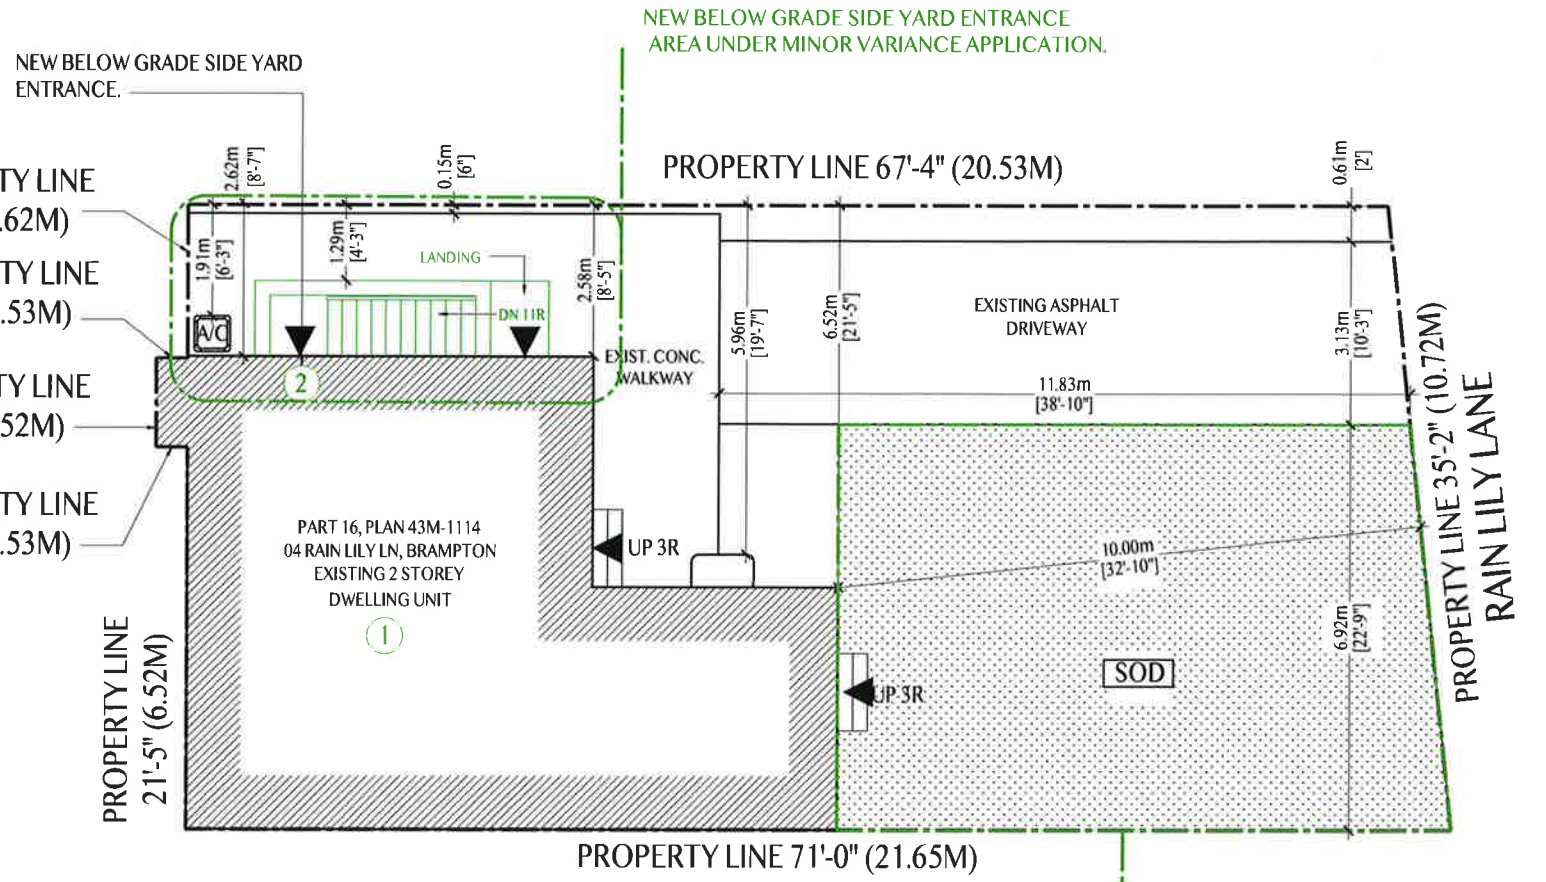 NEW BELOW GRADE SIDE YARD ENTRANCE
AREA UNDER MINOR VARIANCE APPLICATION.
NEW BELOW GRADE SIDE YARD
ENTRANCE.
TY LINE
.62M)
TY LINE
.53M)
TY LINE
52M)
TY LINE
.53M)
PROPERTY LINE
21'-5" (6.52M)
2.62m
[8'-7"]
0.15m
[6"]
PROPERTY LINE 67'-4" (20.53M)
0.61m
[2']
1.91m
[6'-3"]
1.29m
[4'-3"]
LANDING
DN 11R
2.58m
[8'-5"]
A/C
2
EXIST. CONC.
WALKWAY
5.96m
[19'-7"]
6.52m
[21'-5"]
EXISTING ASPHALT
DRIVEWAY
3.13m
[10'-3"]
11.83m
[38'-10"]
PROPERTY LINE 35'-2" (10.72M)
RAIN LILY LANE
PART 16, PLAN 43M-1114
04 RAIN LILY LN, BRAMPTON
EXISTING 2 STOREY
DWELLING UNIT
1
UP 3R
10.00m
[32'-10"]
6.92m
[22'-9"]
SOD
UP 3R
PROPERTY LINE 71'-0" (21.65M)